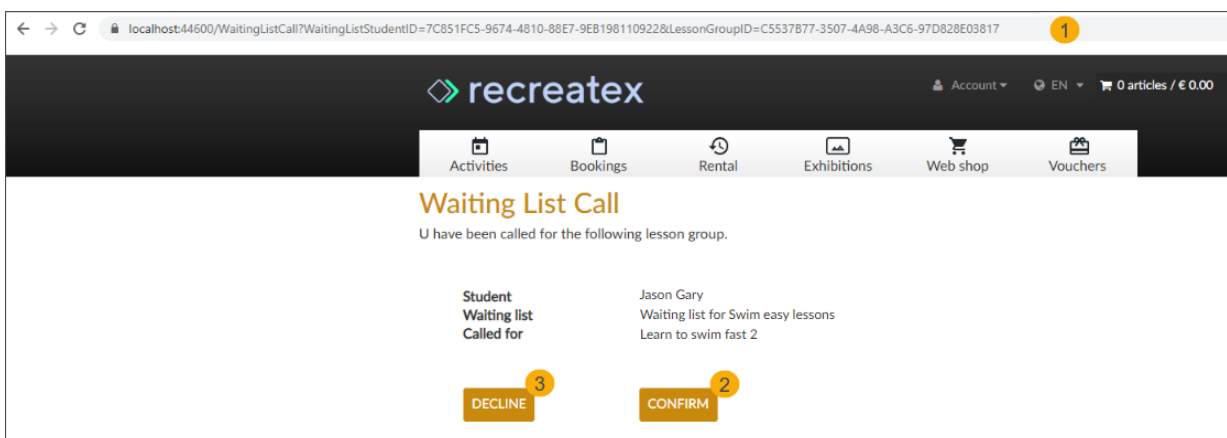 localhost:44600/WaitingListCall?WaitingListStudentID=7C851FC5-9674-4810-88E7-9EB198110922&LessonGroupID=C5537B77-3507-4A98-A3C6-97D828E03817 1
recreatex Account EN 0 articles / € 0.00
Activities Bookings Rental Exhibitions Web shop Vouchers
Waiting List Call
U have been called for the following lesson group.
Student Jason Gary
Waiting list Waiting list for Swim easy lessons
Called for Learn to swim fast 2
3 2
DECLINE CONFIRM